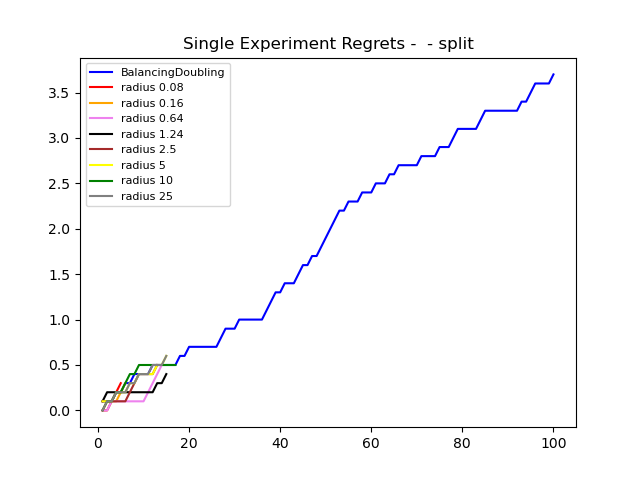 Single Experiment Regrets -  - split
BalancingDoubling
radius 0.08
radius 0.16
radius 0.64
radius 1.24
radius 2.5
radius 5
radius 10
radius 25
3.5
3.0
2.5
2.0
1.5
1.0
0.5
0.0
0 20 40 60 80 100